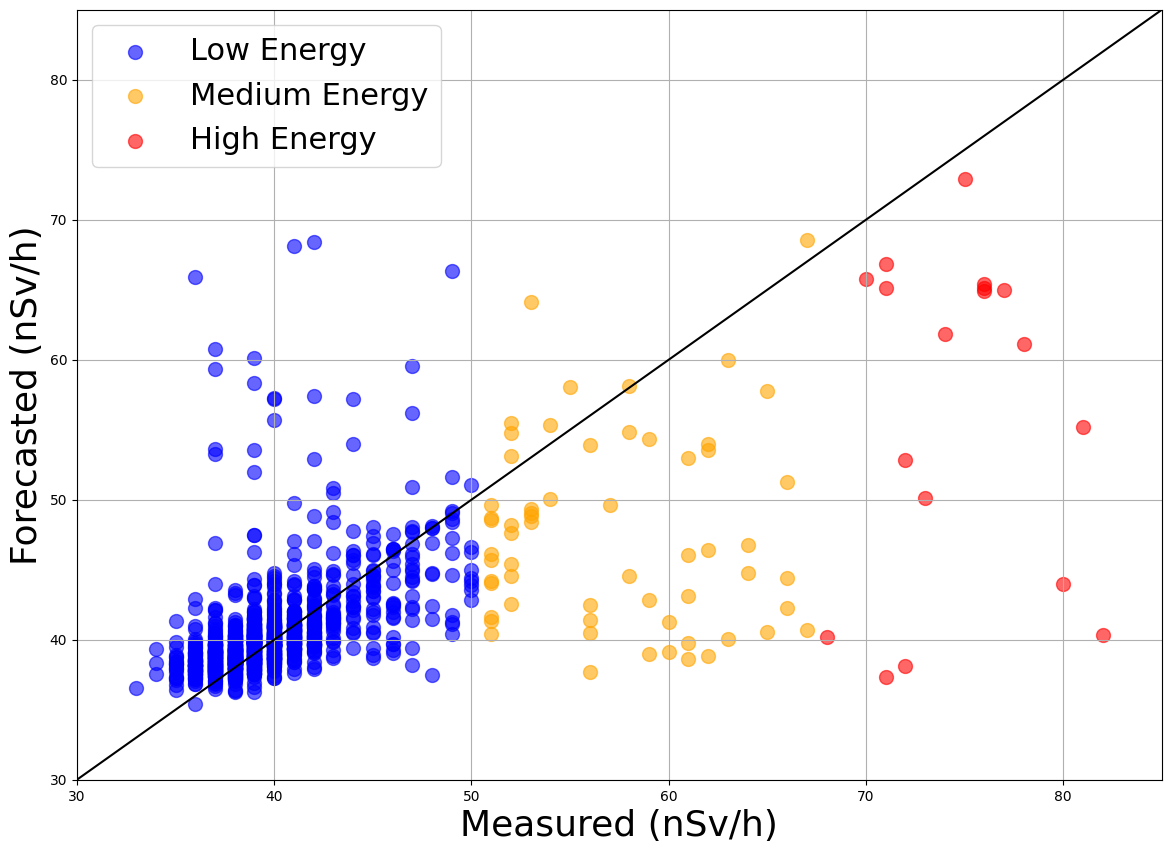 Low Energy
Medium Energy
High Energy
80
70
60
50
40
30
30 40 50 60 70 80
Forecasted (nSv/h)
Measured (nSv/h)